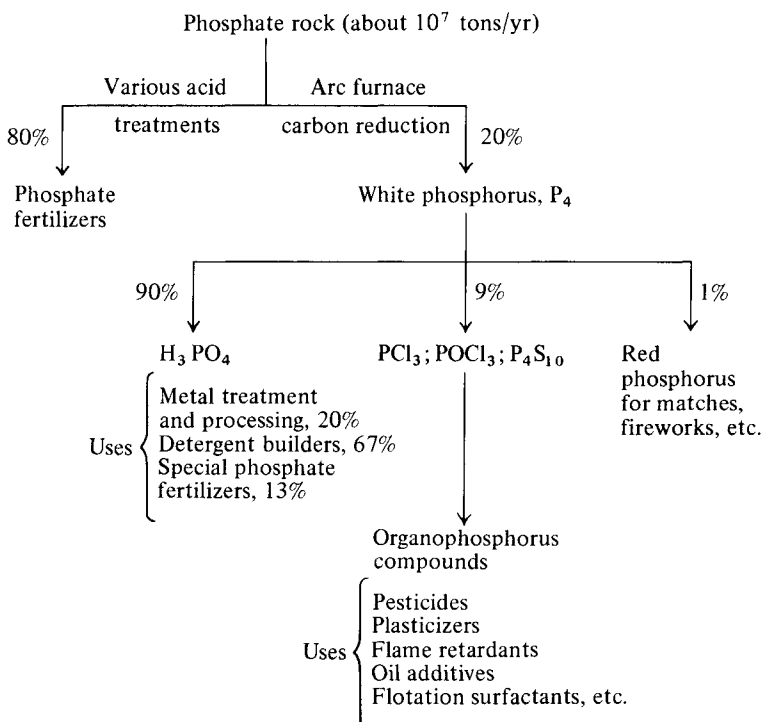 Phosphate rock (about 10⁷ tons/yr)
Various acid
treatments
Arc furnace
carbon reduction
80%
20%
Phosphate
fertilizers
White phosphorus, P₄
90%
9%
1%
H₃PO₄
PCl₃; POCl₃; P₄S₁₀
Red
phosphorus
for matches,
fireworks, etc.
Uses
Metal treatment
and processing, 20%
Detergent builders, 67%
Special phosphate
fertilizers, 13%
Organophosphorus
compounds
Uses
Pesticides
Plasticizers
Flame retardants
Oil additives
Flotation surfactants, etc.